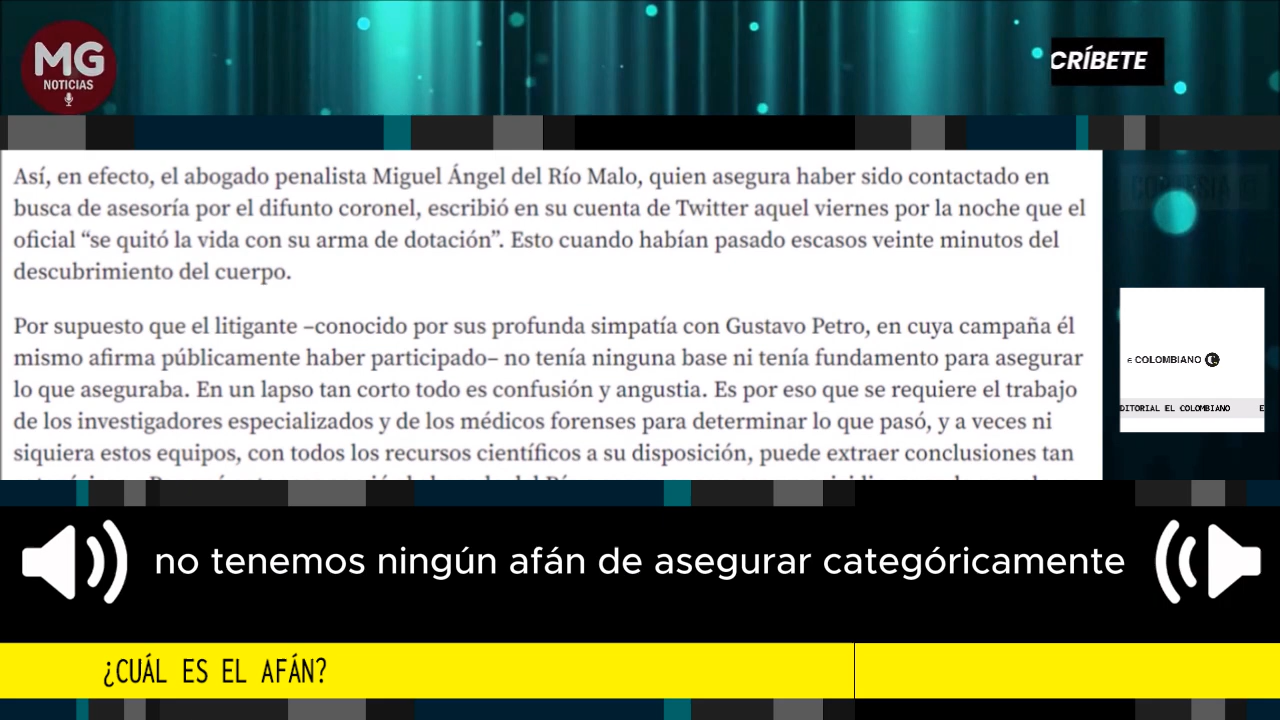 MG
NOTICIAS
CRÍBETE
Así, en efecto, el abogado penalista Miguel Ángel del Río Malo, quien asegura haber sido contactado en
busca de asesoría por el difunto coronel, escribió en su cuenta de Twitter aquel viernes por la noche que el
oficial “se quitó la vida con su arma de dotación”. Esto cuando habían pasado escasos veinte minutos del
descubrimiento del cuerpo.
Por supuesto que el litigante –conocido por sus profunda simpatía con Gustavo Petro, en cuya campaña él
mismo afirma públicamente haber participado– no tenía ninguna base ni tenía fundamento para asegurar
lo que aseguraba. En un lapso tan corto todo es confusión y angustia. Es por eso que se requiere el trabajo
de los investigadores especializados y de los médicos forenses para determinar lo que pasó, y a veces ni
siquiera estos equipos, con todos los recursos científicos a su disposición, puede extraer conclusiones tan
COLOMBIANO
DITORIAL EL COLOMBIANO E
no tenemos ningún afán de asegurar categóricamente
¿CUÁL ES EL AFÁN?